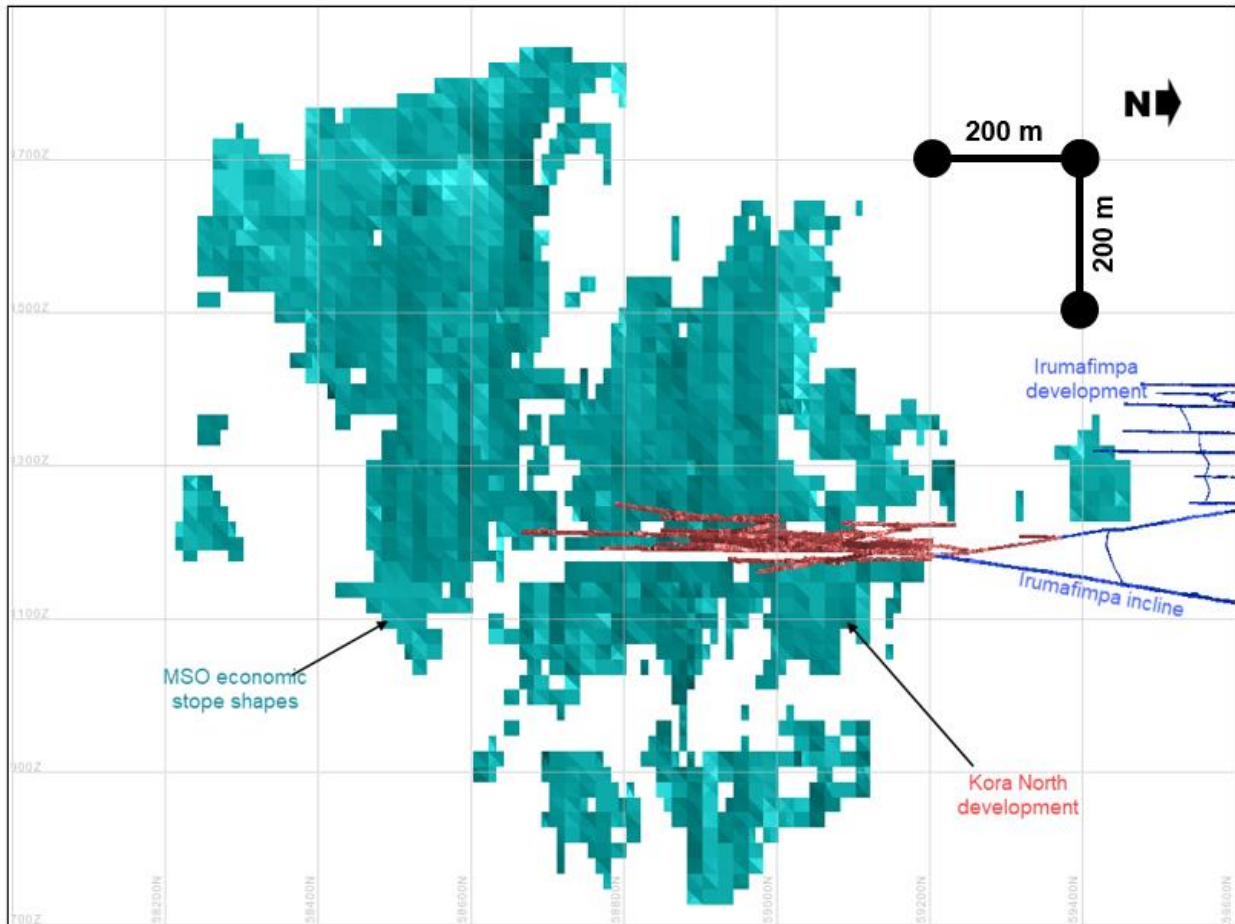 N
200 m
200 m
1700Z
1500Z
Irumafimpa
development
1300Z
Irumafimpa incline
1100Z
MSO economic
stope shapes
900Z
Kora North
development
700Z
58200N
58400N
58600N
58800N
59000N
59200N
59400N
59600N